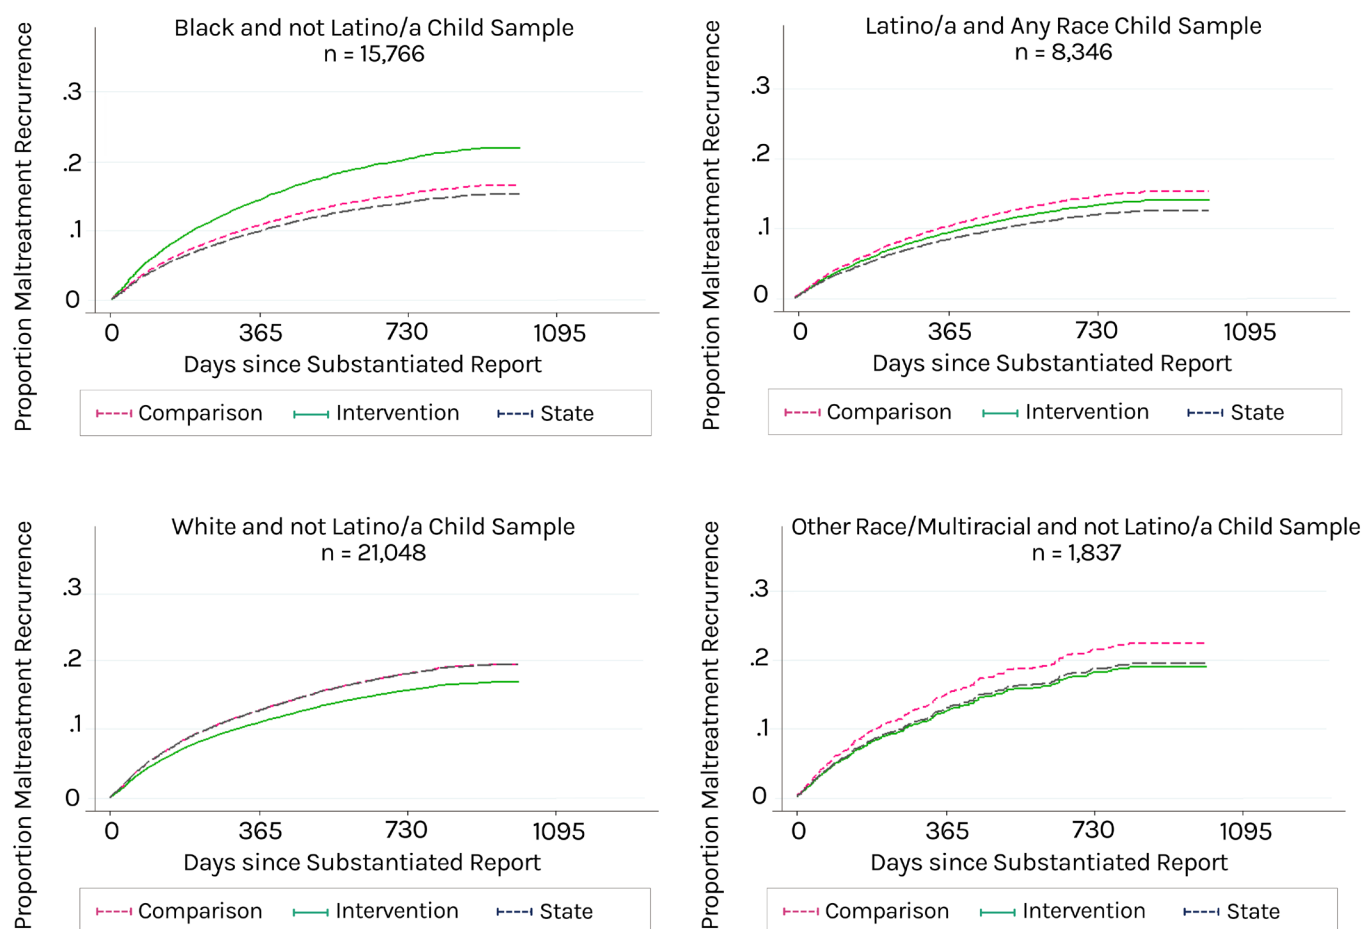 Black and not Latino/a Child Sample
n = 15,766
Proportion Maltreatment Recrurrence
.3
.2
.1
0
0 365 730 1095
Days since Substantiated Report
Comparison Intervention State
Latino/a and Any Race Child Sample
n = 8,346
Proportion Maltreatment Recrurrence
.3
.2
.1
0
0 365 730 1095
Days since Substantiated Report
Comparison Intervention State
White and not Latino/a Child Sample
n = 21,048
Proportion Maltreatment Recrurrence
.3
.2
.1
0
0 365 730 1095
Days since Substantiated Report
Comparison Intervention State
Other Race/Multiracial and not Latino/a Child Sample
n = 1,837
Proportion Maltreatment Recrurrence
.3
.2
.1
0
0 365 730 1095
Days since Substantiated Report
Comparison Intervention State